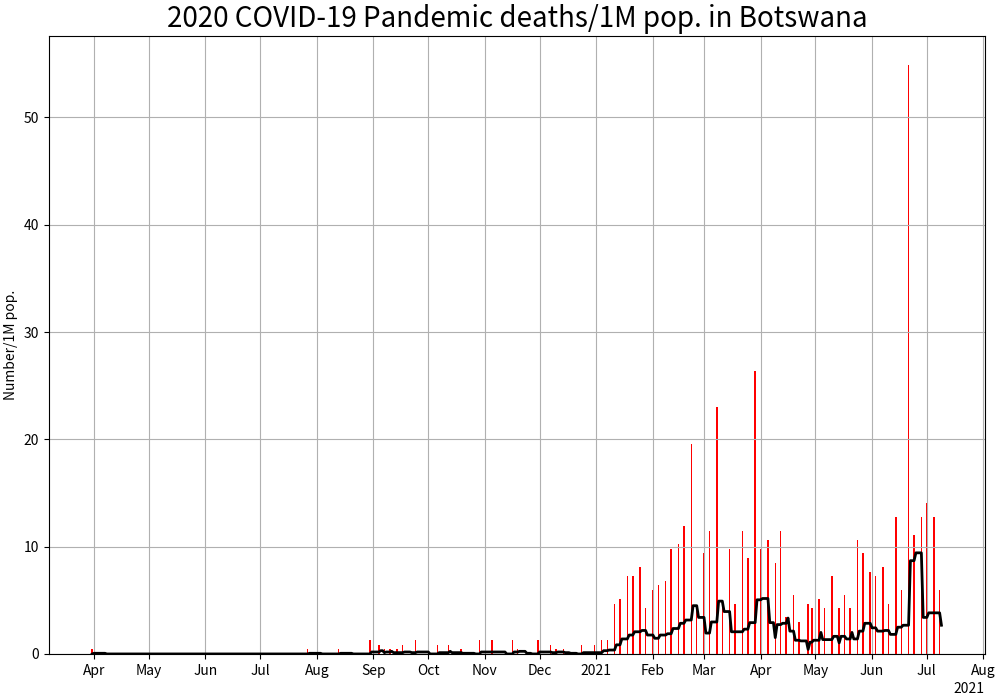 2020 COVID-19 Pandemic deaths/1M pop. in Botswana
Number/1M pop.
50
40
30
20
10
0
Apr May Jun Jul Aug Sep Oct Nov Dec 2021 Feb Mar Apr May Jun Jul Aug
2021